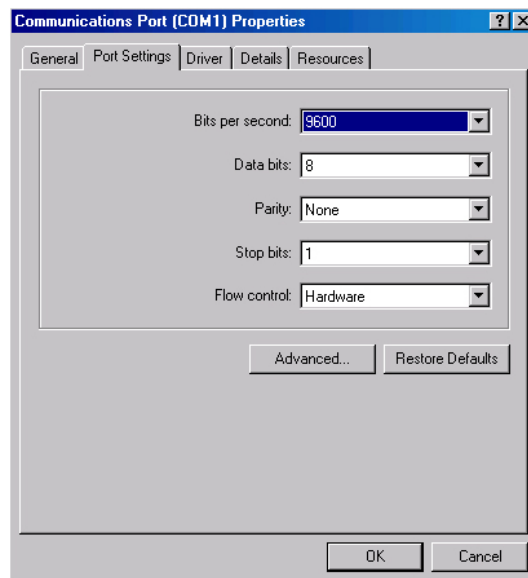 Communications Port (COM1) Properties
General Port Settings Driver Details Resources
Bits per second: 9600
Data bits: 8
Parity: None
Stop bits: 1
Flow control: Hardware
Advanced... Restore Defaults
OK Cancel